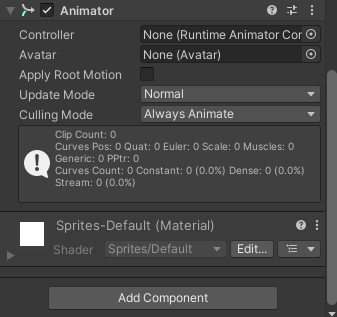 Animator
Controller None (Runtime Animator Cor
Avatar None (Avatar)
Apply Root Motion
Update Mode Normal
Culling Mode Always Animate
Clip Count: 0
Curves Pos: 0 Quat: 0 Euler: 0 Scale: 0 Muscles: 0
Generic: 0 PPtr: 0
Curves Count: 0 Constant: 0 (0.0%) Dense: 0 (0.0%)
Stream: 0 (0.0%)
Sprites-Default (Material)
Shader Sprites/Default Edit...
Add Component